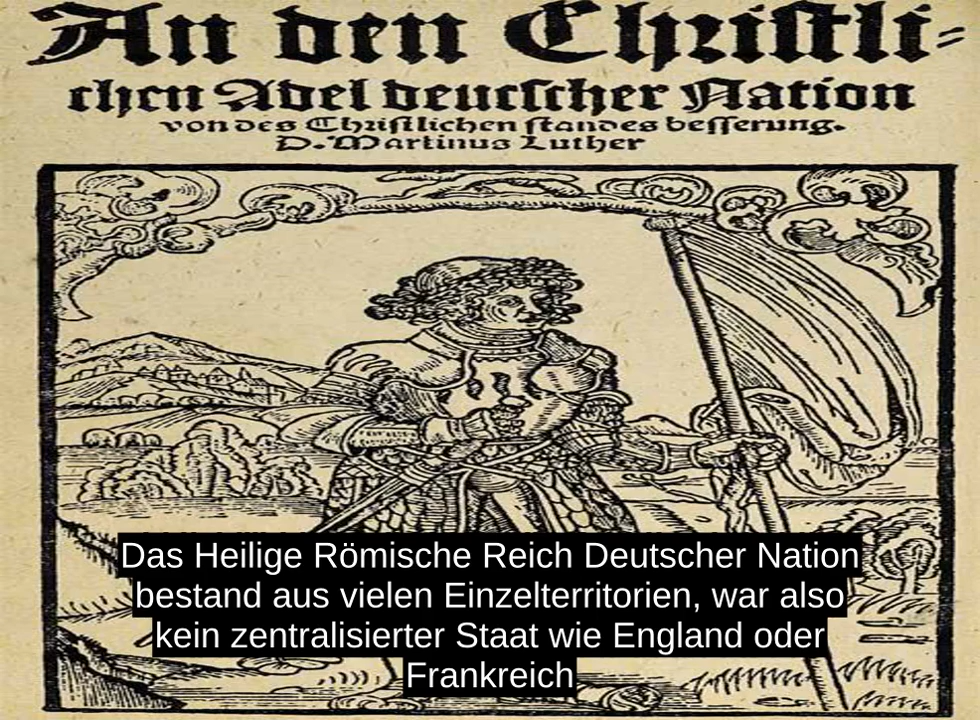 An den Christli-
chen Adel deutscher Nation
von des Christlichen standes besserung.
D. Martinus Luther
Das Heilige Römische Reich Deutscher Nation
bestand aus vielen Einzelterritorien, war also
kein zentralisierter Staat wie England oder
Frankreich